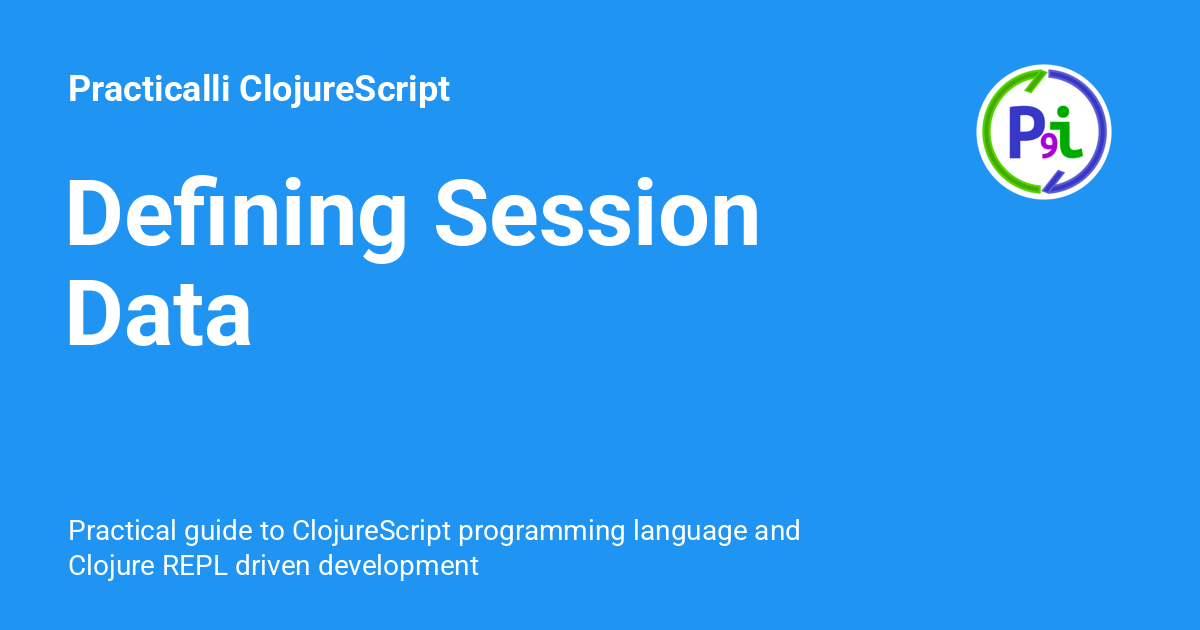 Practicalli ClojureScript
P9i
Defining Session
Data
Practical guide to ClojureScript programming language and
Clojure REPL driven development